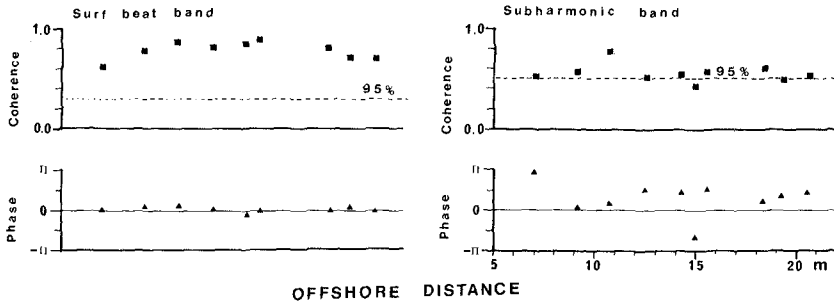 Surf beat band
1.0
Coherence
95%
0.0
Π
Phase
0
-Π
Subharmonic band
1.0
Coherence
95%
0.0
Π
Phase
0
-Π
5 10 15 20 m
OFFSHORE DISTANCE